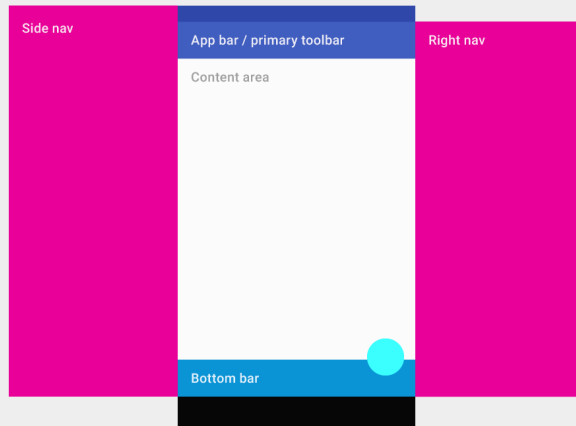 Side nav
App bar / primary toolbar
Right nav
Content area
Bottom bar